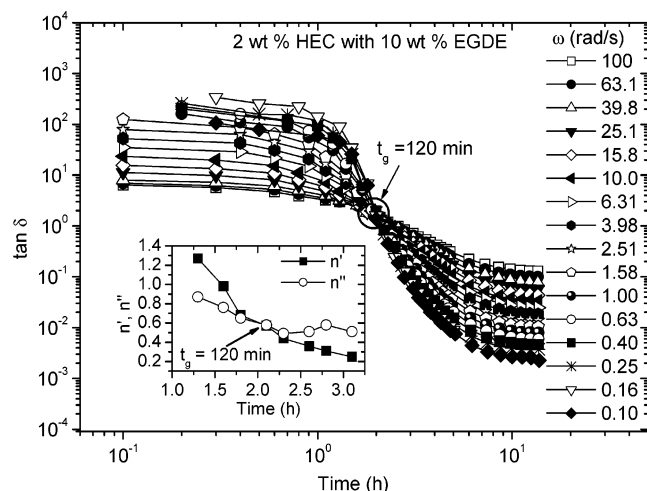 2 wt % HEC with 10 wt % EGDE
ω (rad/s)
100
63.1
39.8
25.1
15.8
10.0
6.31
3.98
2.51
1.58
1.00
0.63
0.40
0.25
0.16
0.10
tan δ
10^4
10^3
10^2
10^1
10^0
10^-1
10^-2
10^-3
10^-4
t_g =120 min
n', n''
1.4
1.2
1.0
0.8
0.6
0.4
0.2
n'
n''
t_g = 120 min
1.0 1.5 2.0 2.5 3.0
Time (h)
10^-1 10^0 10^1
Time (h)